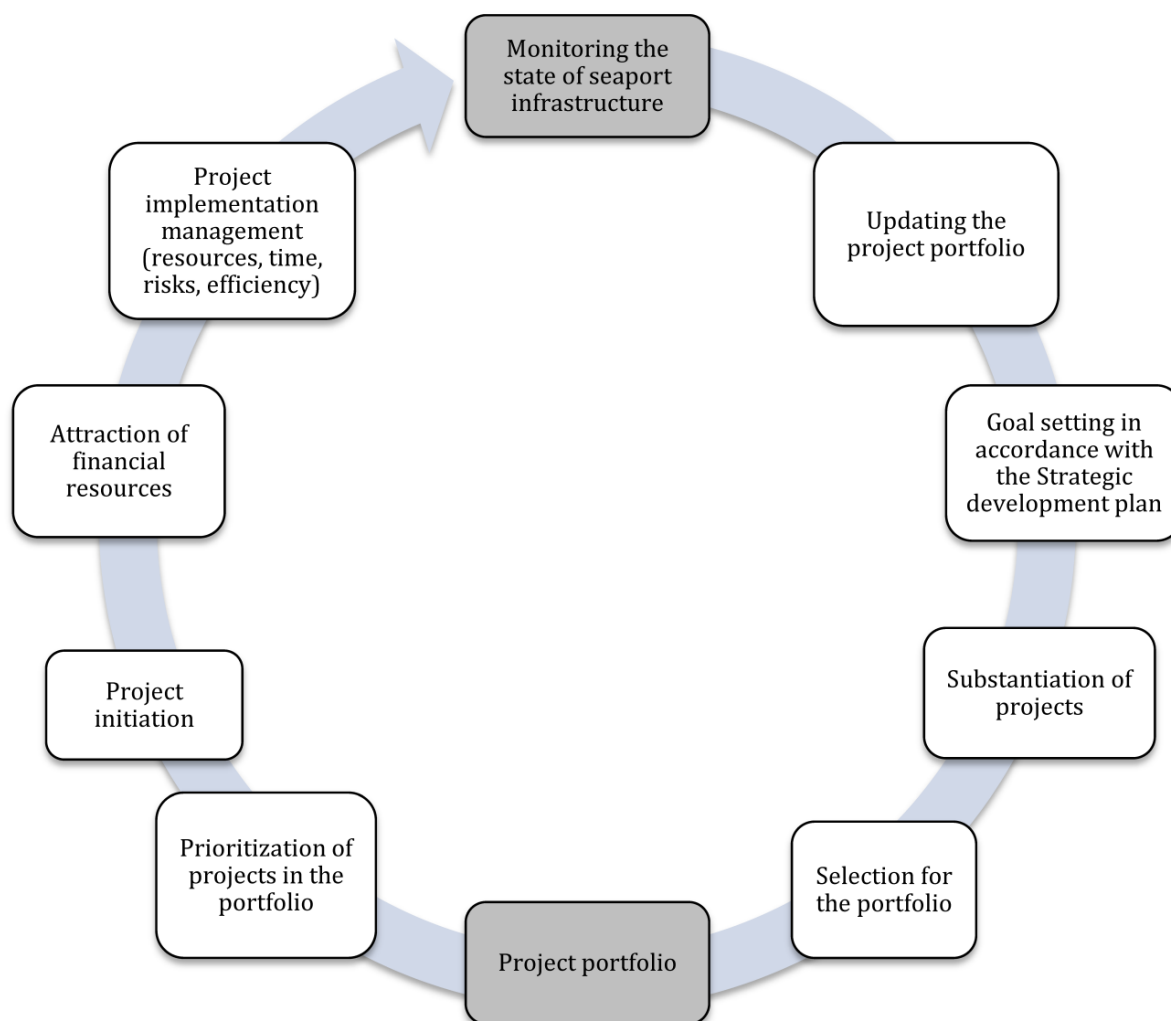 Monitoring the
state of seaport
infrastructure
Updating the
project portfolio
Goal setting in
accordance with
the Strategic
development plan
Substantiation of
projects
Selection for
the portfolio
Project portfolio
Prioritization of
projects in the
portfolio
Project
initiation
Attraction of
financial
resources
Project
implementation
management
(resources, time,
risks, efficiency)